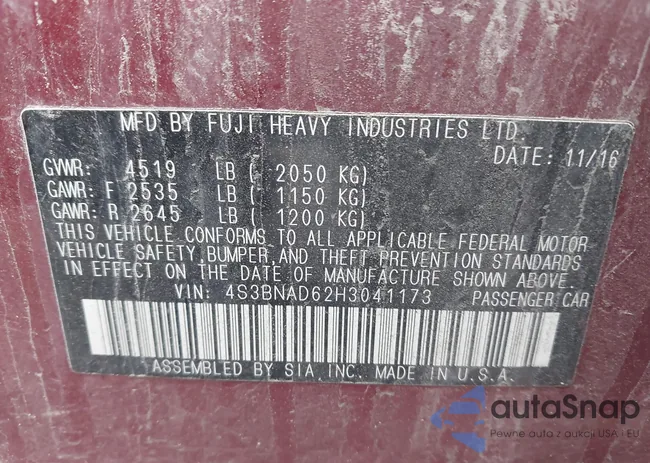 MFD BY FUJI HEAVY INDUSTRIES LTD.
DATE: 11/16
GVWR: 4519 LB ( 2050 KG)
GAWR: F 2535 LB ( 1150 KG)
GAWR: R 2645 LB ( 1200 KG)
THIS VEHICLE CONFORMS TO ALL APPLICABLE FEDERAL MOTOR
VEHICLE SAFETY, BUMPER, AND THEFT PREVENTION STANDARDS
IN EFFECT ON THE DATE OF MANUFACTURE SHOWN ABOVE.
VIN: 4S3BNAD62H3041173 PASSENGER CAR
ASSEMBLED BY SIA, INC. MADE IN U.S.A.
autaSnap
Pewne auta z aukcji USA i EU